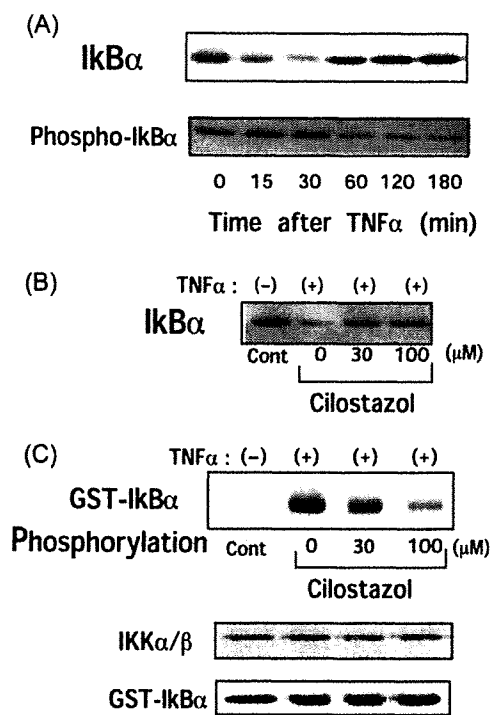 (A)
IkBα
Phospho-IkBα
0 15 30 60 120 180
Time after TNFα (min)
(B)
TNFα : (-) (+) (+) (+)
IkBα
Cont 0 30 100 (μM)
Cilostazol
(C)
TNFα : (-) (+) (+) (+)
GST-IkBα
Phosphorylation
Cont 0 30 100 (μM)
Cilostazol
IKKα/β
GST-IkBα